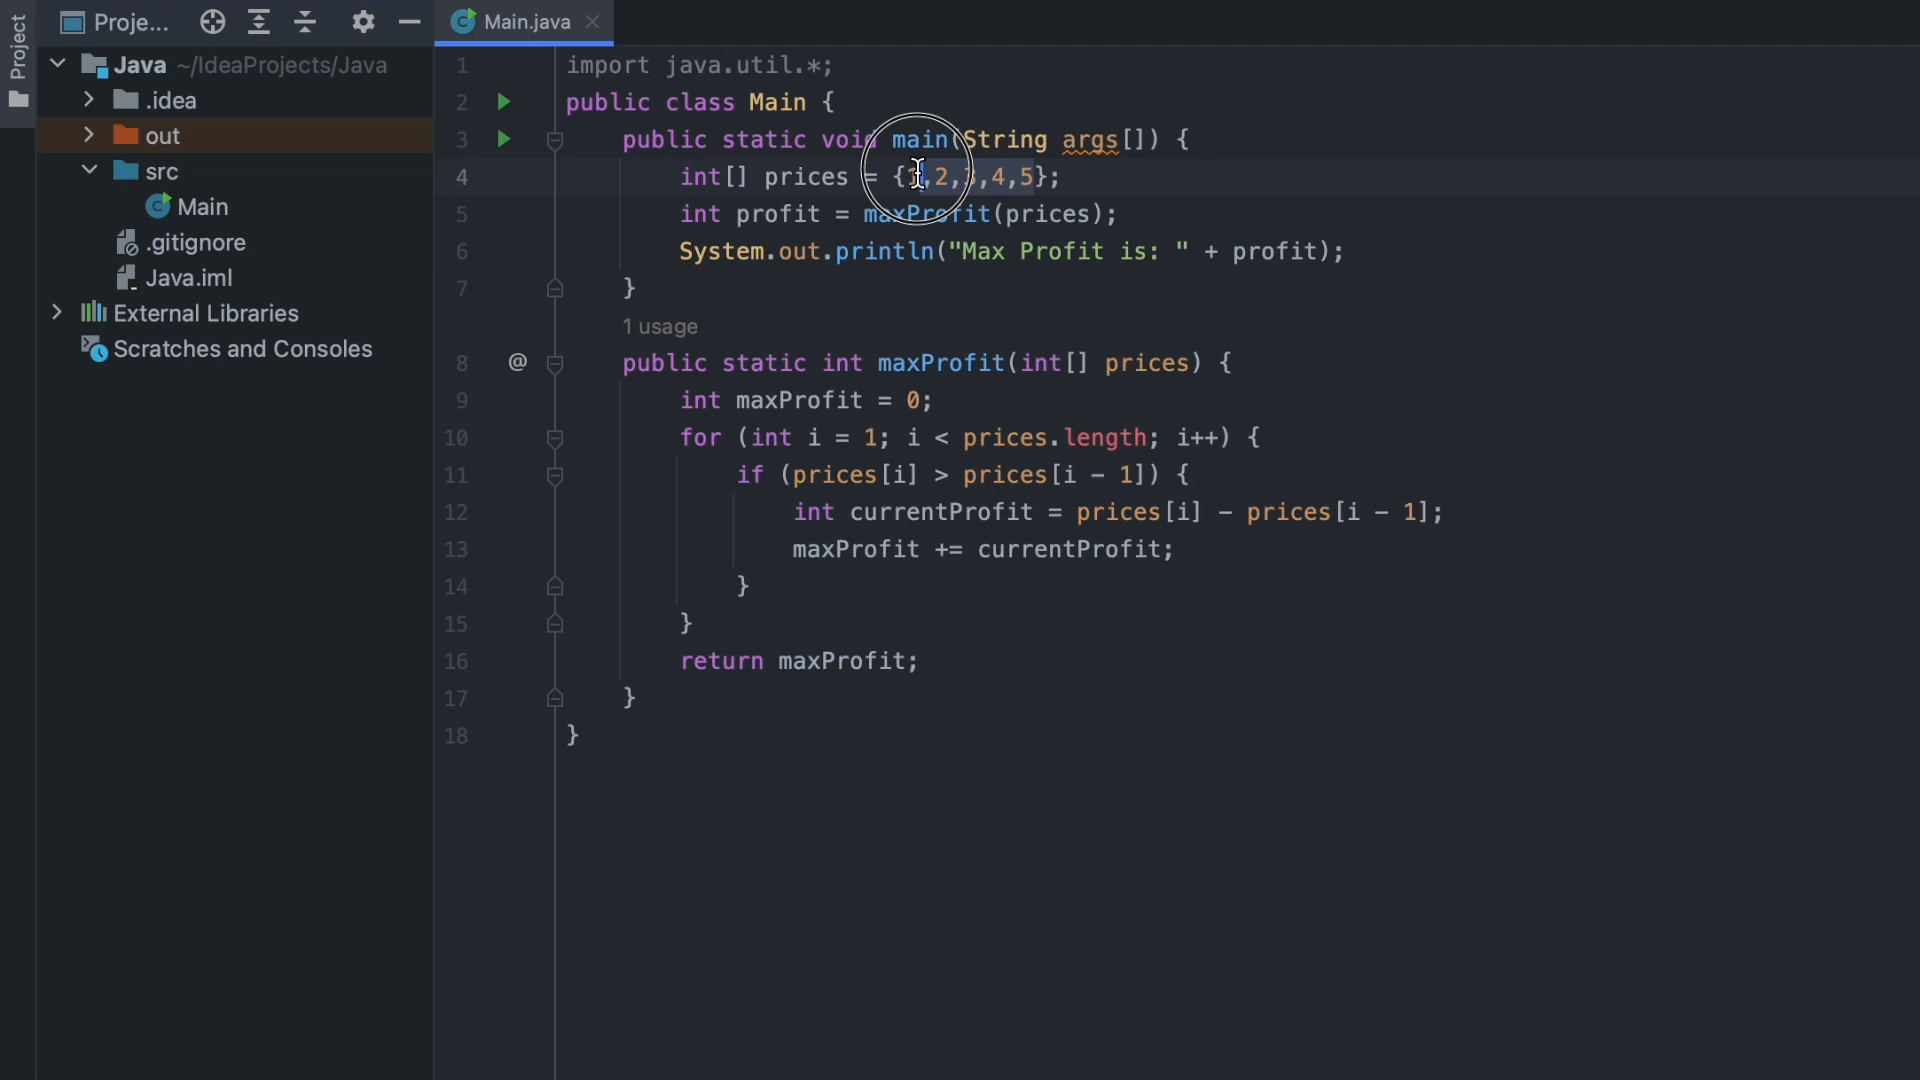 Project
Proje...
Java ~/IdeaProjects/Java
.idea
out
src
Main
.gitignore
Java.iml
External Libraries
Scratches and Consoles
Main.java
1 import java.util.*;
2 public class Main {
3 public static void main(String args[]) {
4 int[] prices = {1,2,3,4,5};
5 int profit = maxProfit(prices);
6 System.out.println("Max Profit is: " + profit);
7 }
1 usage
8 @ public static int maxProfit(int[] prices) {
9 int maxProfit = 0;
10 for (int i = 1; i < prices.length; i++) {
11 if (prices[i] > prices[i - 1]) {
12 int currentProfit = prices[i] - prices[i - 1];
13 maxProfit += currentProfit;
14 }
15 }
16 return maxProfit;
17 }
18 }